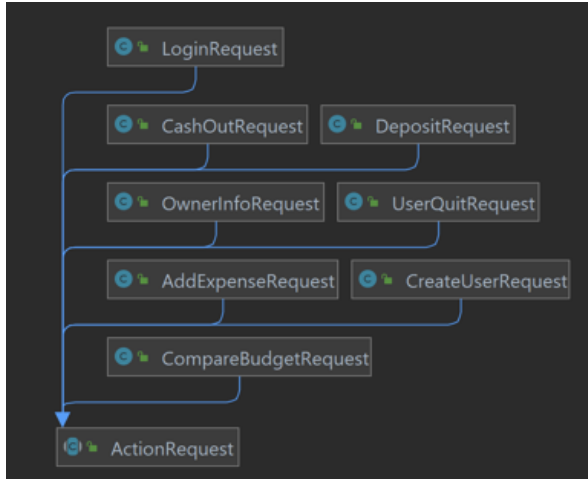 LoginRequest
CashOutRequest DepositRequest
OwnerInfoRequest UserQuitRequest
AddExpenseRequest CreateUserRequest
CompareBudgetRequest
ActionRequest